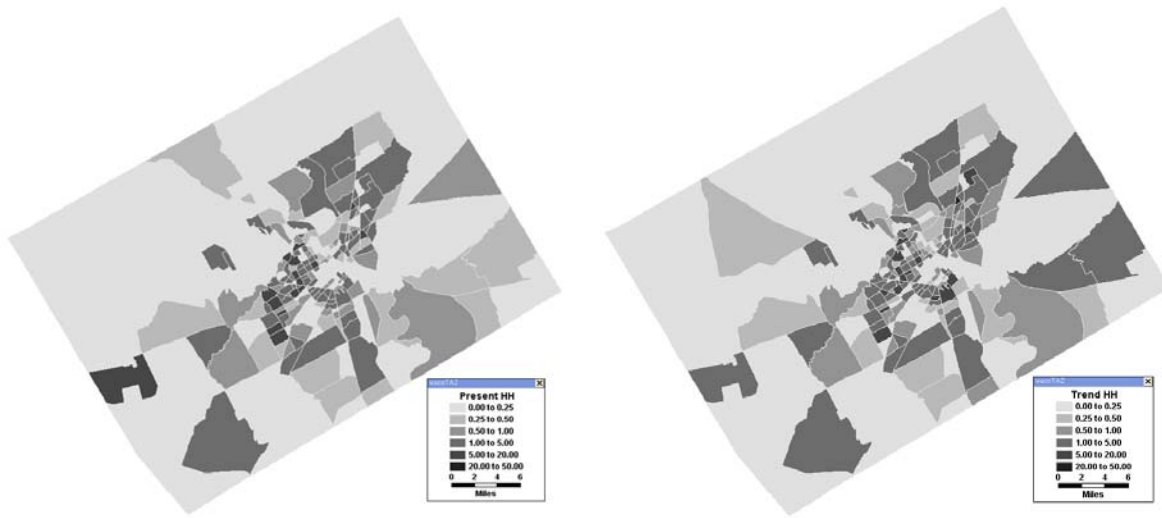 wacoTAZ
Present HH
0.00 to 0.25
0.25 to 0.50
0.50 to 1.00
1.00 to 5.00
5.00 to 20.00
20.00 to 50.00
0 2 4 6
Miles
wacoTAZ
Trend HH
0.00 to 0.25
0.25 to 0.50
0.50 to 1.00
1.00 to 5.00
5.00 to 20.00
20.00 to 50.00
0 2 4 6
Miles